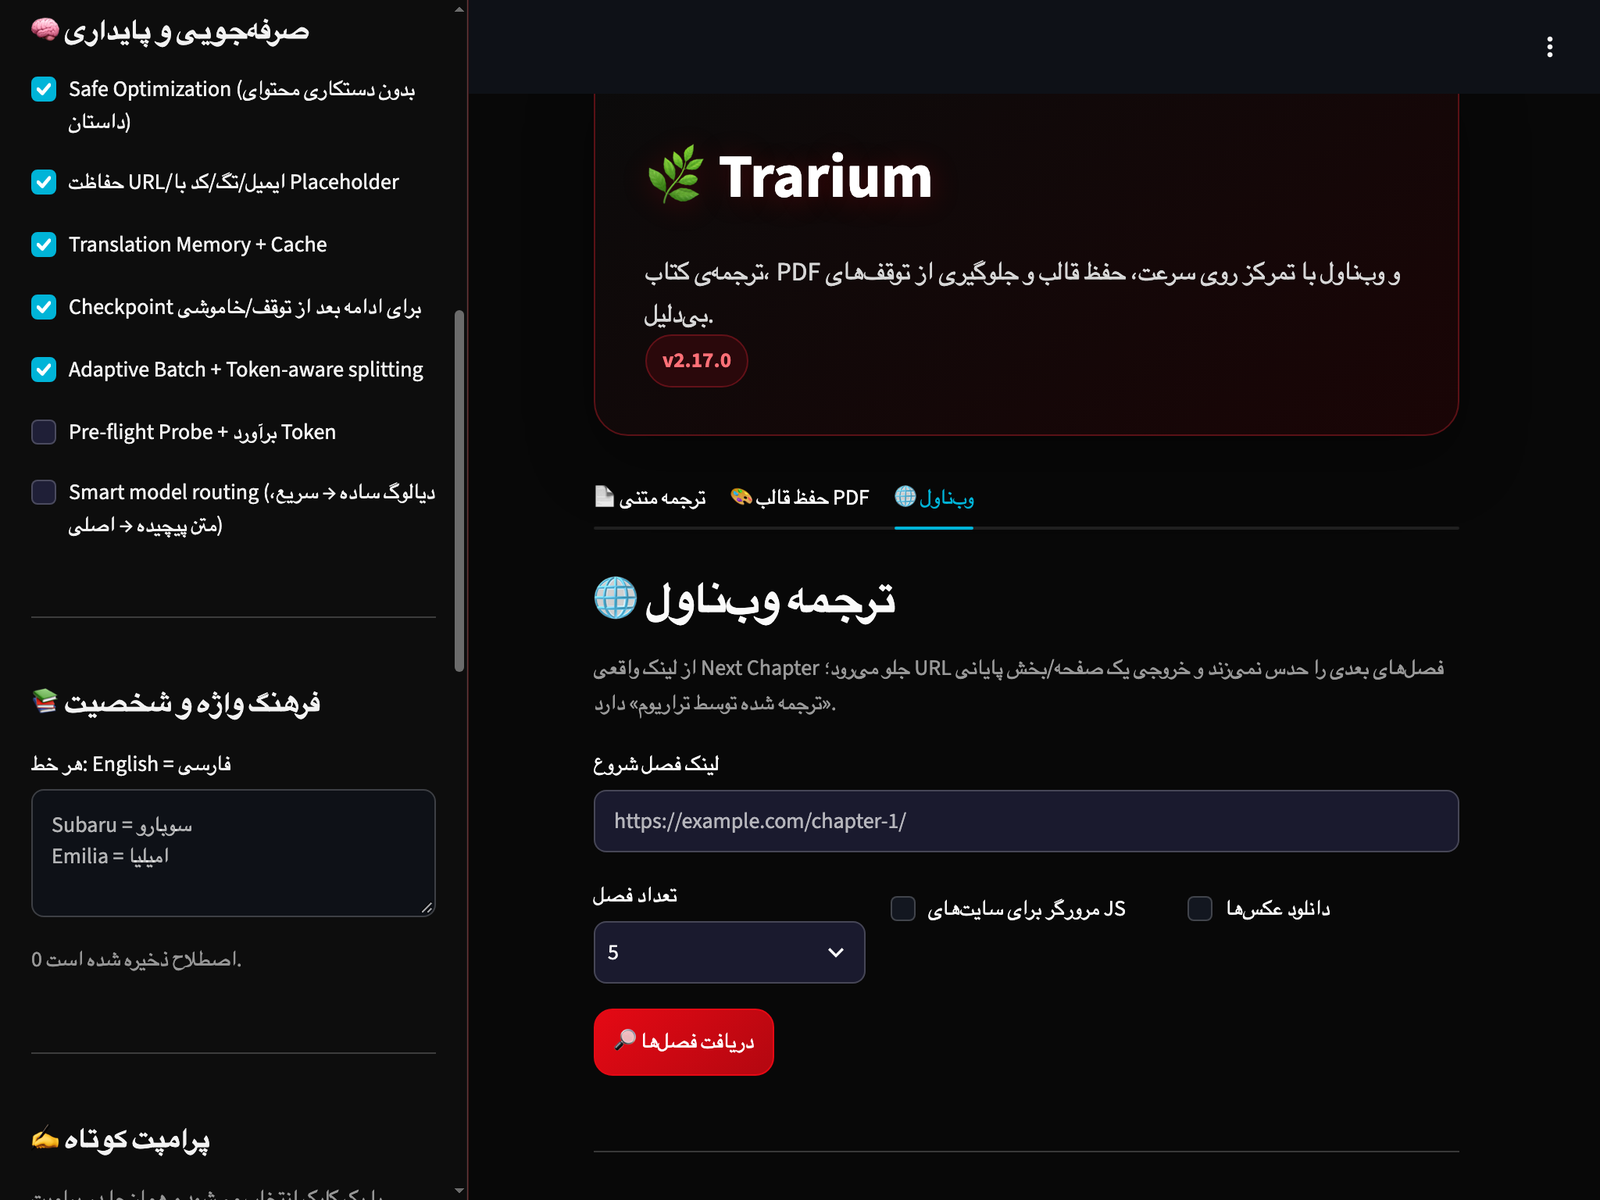 🧠 صرفه‌جویی و پایداری
Safe Optimization (بدون دستکاری محتوای
داستان)
حفاظت URL/ایمیل/تگ/کد با Placeholder
Translation Memory + Cache
Checkpoint برای ادامه بعد از توقف/خاموشی
Adaptive Batch + Token-aware splitting
Pre-flight Probe + برآورد Token
Smart model routing (دیالوگ ساده → سریع،
متن پیچیده → اصلی)
📚 فرهنگ واژه و شخصیت
هر خط: English = فارسی
Subaru = سوبارو
Emilia = امیلیا
0 اصطلاح ذخیره شده است.
✍️ پرامپت کوتاه
🌿 Trarium
ترجمه‌ی کتاب، PDF و وب‌ناول با تمرکز روی سرعت، حفظ قالب و جلوگیری از توقف‌های
بی‌دلیل.
v2.17.0
📄 ترجمه متنی
🎨 حفظ قالب PDF
🌐 وب‌ناول
🌐 ترجمه وب‌ناول
از لینک واقعی Next Chapter جلو می‌رود؛ URL فصل‌های بعدی را حدس نمی‌زند و خروجی یک صفحه/بخش پایانی
«ترجمه شده توسط تراریوم» دارد.
لینک فصل شروع
https://example.com/chapter-1/
تعداد فصل
5
مرورگر برای سایت‌های JS
دانلود عکس‌ها
🔎 دریافت فصل‌ها